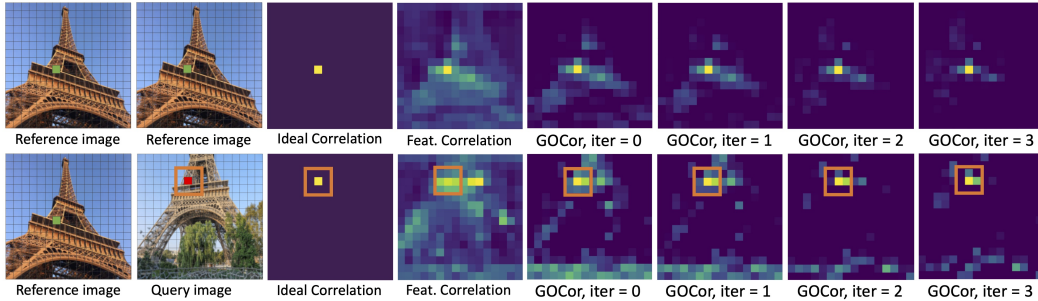 Reference image Reference image Ideal Correlation Feat. Correlation GOCor, iter = 0 GOCor, iter = 1 GOCor, iter = 2 GOCor, iter = 3
Reference image Query image Ideal Correlation Feat. Correlation GOCor, iter = 0 GOCor, iter = 1 GOCor, iter = 2 GOCor, iter = 3